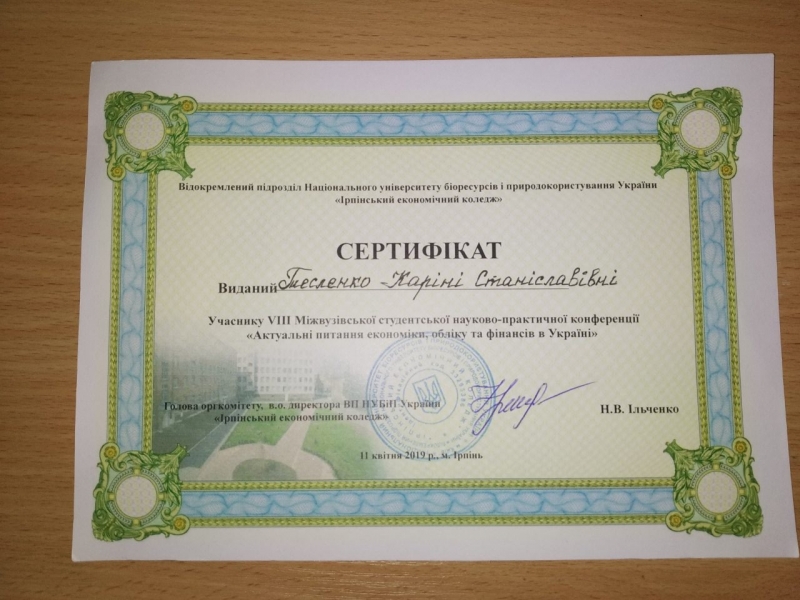 Відокремлений підрозділ Національного університету біоресурсів і природокористування України
«Ірпінський економічний коледж»
СЕРТИФІКАТ
Виданий Тесленко Каріні Станіславівні
Учаснику VIII Міжвузівської студентської науково-практичної конференції
«Актуальні питання економіки, обліку та фінансів в Україні»
Голова оргкомітету, в.о. директора ВП НУБіП України
«Ірпінський економічний коледж»
Н.В. Ільченко
11 квітня 2019 р., м. Ірпінь